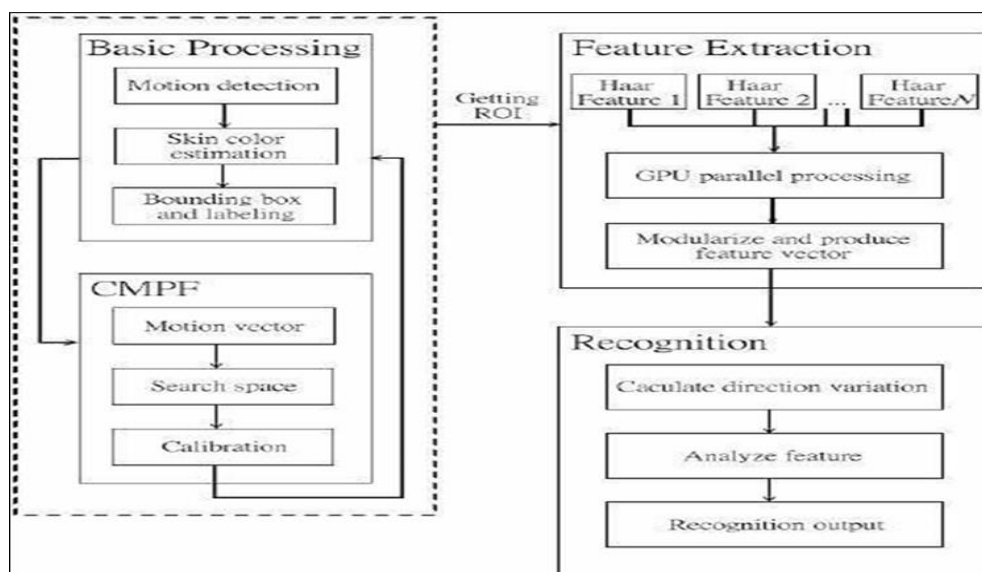 Basic Processing
Motion detection
Skin color
estimation
Bounding box
and labeling
CMPF
Motion vector
Search space
Calibration
Getting
ROI
Feature Extraction
Haar
Feature 1
Haar
Feature 2
...
Haar
FeatureN
GPU parallel processing
Modularize and produce
feature vector
Recognition
Caculate direction variation
Analyze feature
Recognition output